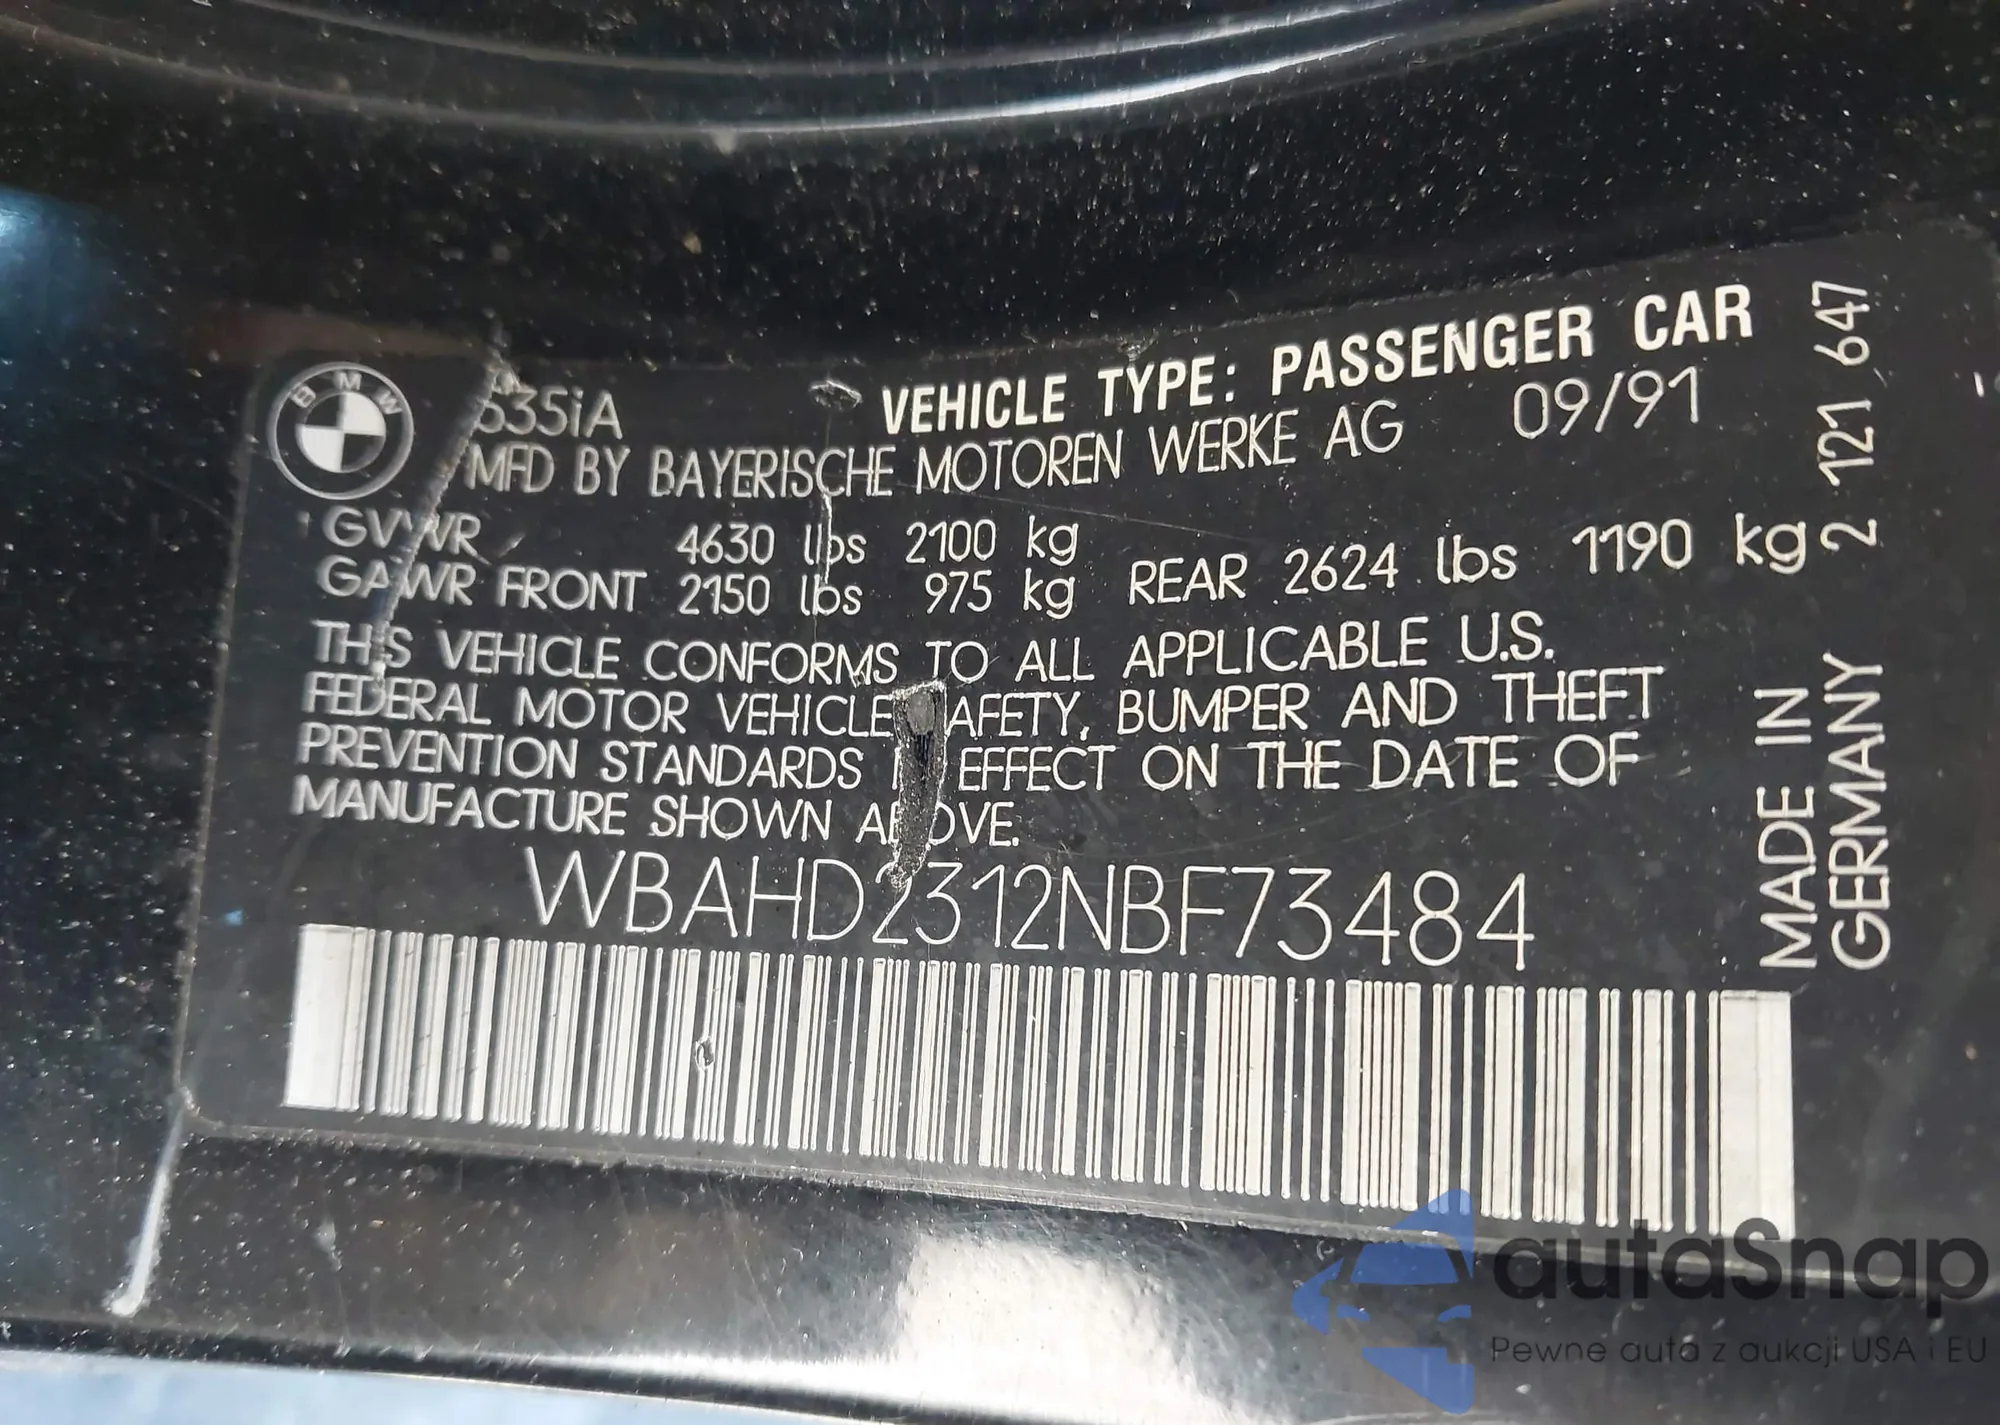 BMW
535iA VEHICLE TYPE: PASSENGER CAR
MFD BY BAYERISCHE MOTOREN WERKE AG 09/91
GVWR 4630 lbs 2100 kg
GAWR FRONT 2150 lbs 975 kg REAR 2624 lbs 1190 kg
THIS VEHICLE CONFORMS TO ALL APPLICABLE U.S.
FEDERAL MOTOR VEHICLE SAFETY, BUMPER AND THEFT
PREVENTION STANDARDS IN EFFECT ON THE DATE OF
MANUFACTURE SHOWN ABOVE.
WBAHD2312NBF73484
MADE IN
GERMANY 2 121 647
autaSnap
Pewne auta z aukcji USA i EU